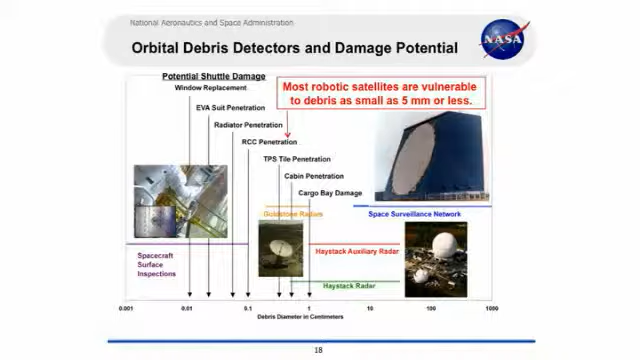 National Aeronautics and Space Administration
NASA
Orbital Debris Detectors and Damage Potential
Potential Shuttle Damage
Window Replacement
EVA Suit Penetration
Radiator Penetration
RCC Penetration
TPS Tile Penetration
Cabin Penetration
Cargo Bay Damage
Most robotic satellites are vulnerable
to debris as small as 5 mm or less.
Goldstone Radars
Space Surveillance Network
Spacecraft
Surface
Inspections
Haystack Auxiliary Radar
Haystack Radar
0.001 0.01 0.1 1 10 100 1000
Debris Diameter in Centimeters
18